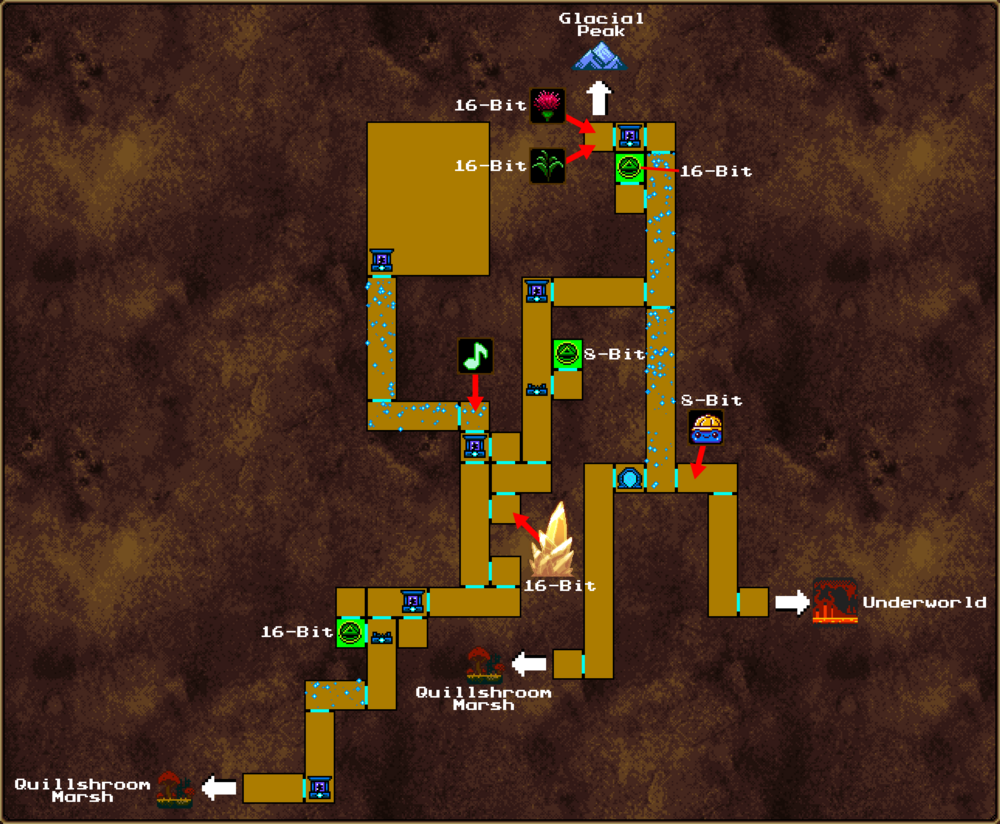 Glacial
Peak
16-Bit
16-Bit
16-Bit
8-Bit
8-Bit
16-Bit
Underworld
16-Bit
Quillshroom
Marsh
Quillshroom
Marsh